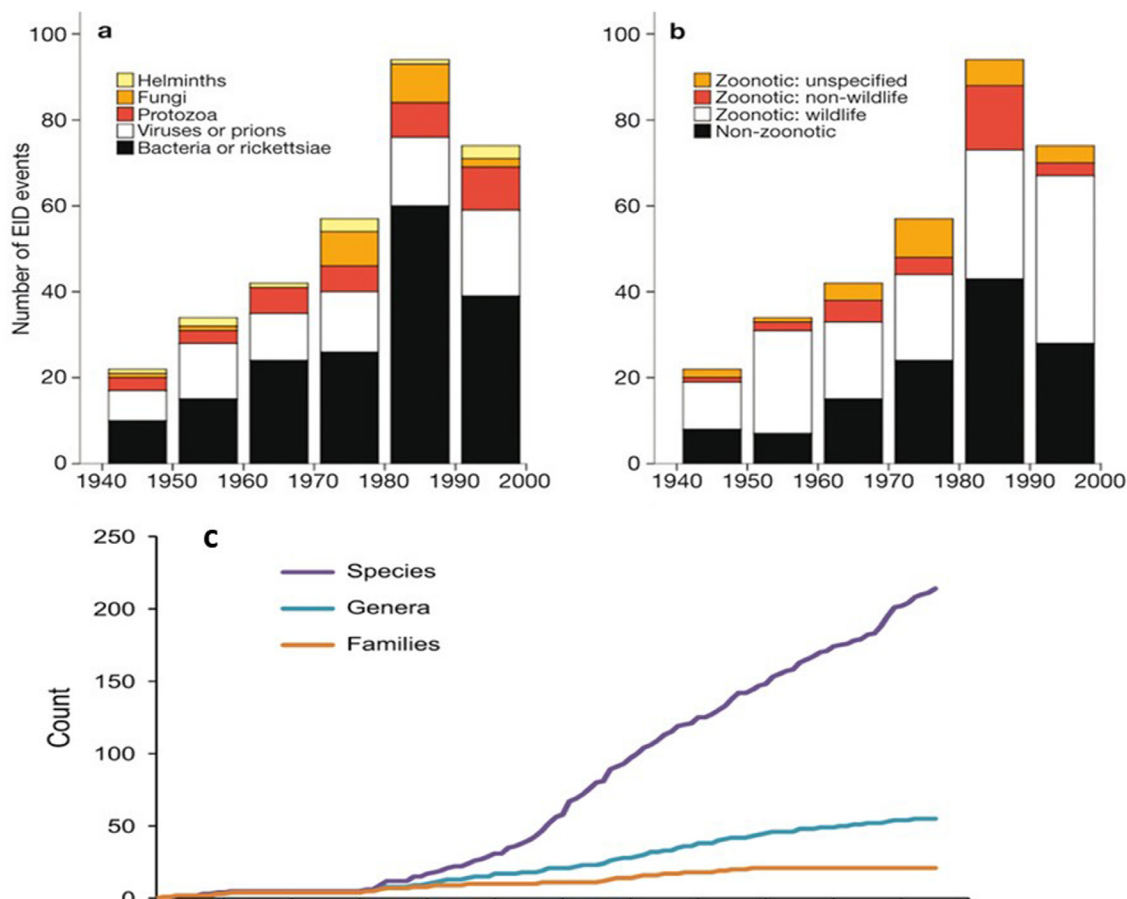 a
100
80
60
40
20
0
Number of EID events
Helminths
Fungi
Protozoa
Viruses or prions
Bacteria or rickettsiae
1940 1950 1960 1970 1980 1990 2000
b
100
80
60
40
20
0
Zoonotic: unspecified
Zoonotic: non-wildlife
Zoonotic: wildlife
Non-zoonotic
1940 1950 1960 1970 1980 1990 2000
c
250
200
150
100
50
0
Count
Species
Genera
Families